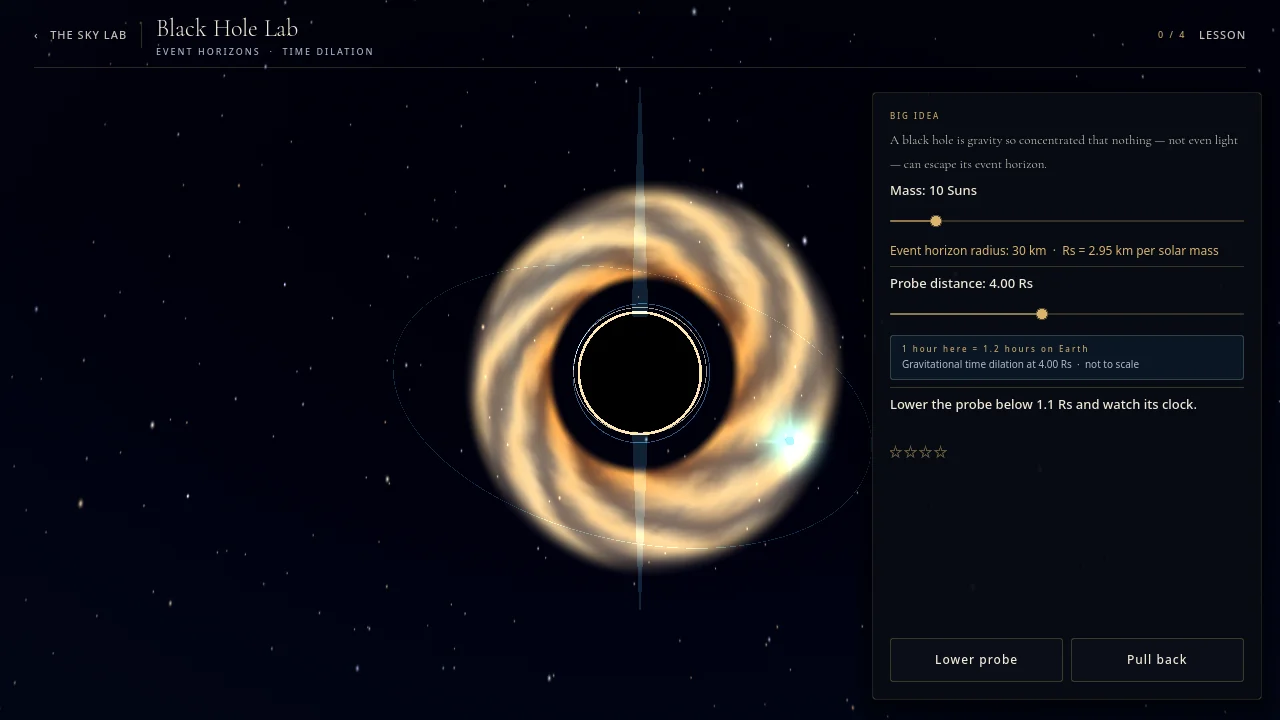 ‹ THE SKY LAB
Black Hole Lab
EVENT HORIZONS · TIME DILATION
0 / 4 LESSON
BIG IDEA
A black hole is gravity so concentrated that nothing — not even light
— can escape its event horizon.
Mass: 10 Suns
Event horizon radius: 30 km · Rs = 2.95 km per solar mass
Probe distance: 4.00 Rs
1 hour here = 1.2 hours on Earth
Gravitational time dilation at 4.00 Rs · not to scale
Lower the probe below 1.1 Rs and watch its clock.
☆☆☆☆
Lower probe
Pull back